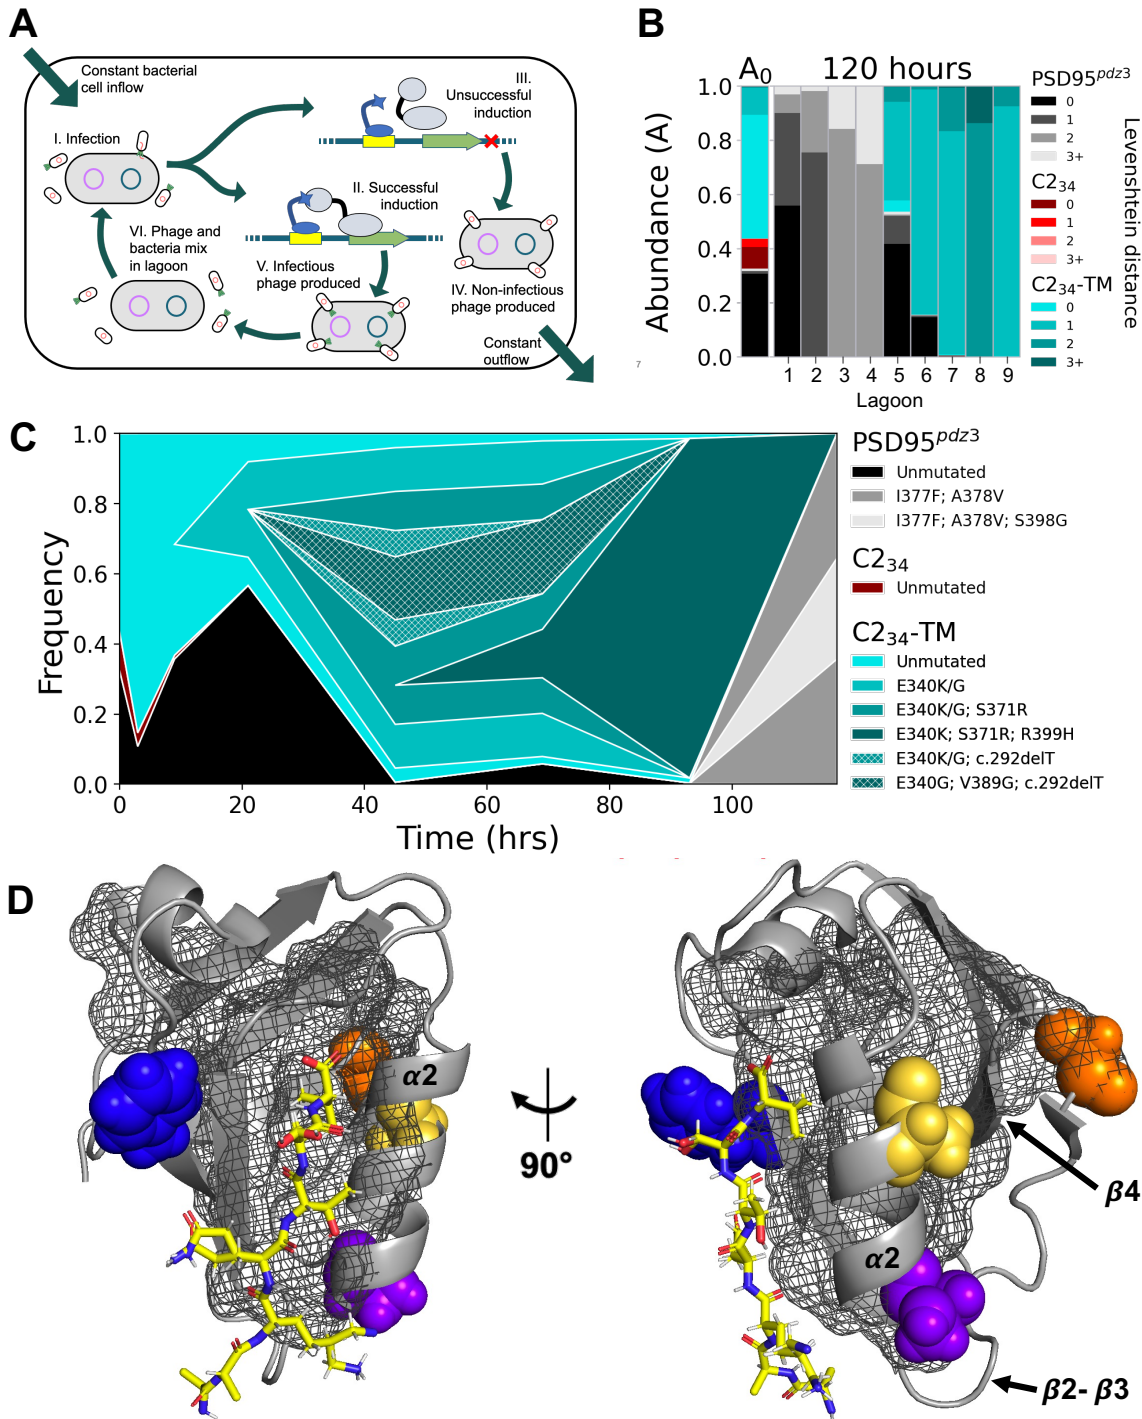 A
Constant bacterial
cell inflow
I. Infection
III.
Unsuccessful
induction
II. Successful
induction
VI. Phage and
bacteria mix
in lagoon
V. Infectious
phage produced
IV. Non-infectious
phage produced
Constant
outflow
7
B
A0
120 hours
Abundance (A)
1.0
0.8
0.6
0.4
0.2
0.0
1 2 3 4 5 6 7 8 9
Lagoon
PSD95pdz3
0
1
2
3+
C234
0
1
2
3+
C234-TM
0
1
2
3+
Levenshtein distance
C
Frequency
1.0
0.8
0.6
0.4
0.2
0.0
0 20 40 60 80 100
Time (hrs)
PSD95pdz3
Unmutated
I377F; A378V
I377F; A378V; S398G
C234
Unmutated
C234-TM
Unmutated
E340K/G
E340K/G; S371R
E340K; S371R; R399H
E340K/G; c.292delT
E340G; V389G; c.292delT
D
α2
90°
α2
β4
β2- β3